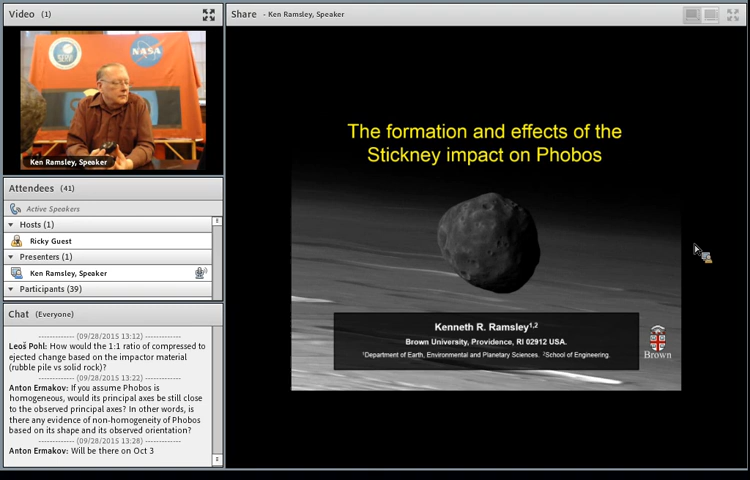 Video (1)
NASA
Ken Ramsley, Speaker
Attendees (41)
Active Speakers
Hosts (1)
Ricky Guest
Presenters (1)
Ken Ramsley, Speaker
Participants (39)
Chat (Everyone)
------------- (09/28/2015 13:12) -------------
Leoš Pohl: How would the 1:1 ratio of compressed to
ejected change based on the impactor material
(rubble pile vs solid rock)?
------------- (09/28/2015 13:22) -------------
Anton Ermakov: If you assume Phobos is
homogeneous, would its principal axes be still close
to the observed principal axes? In other words, is
there any evidence of non-homogeneity of Phobos
based on its shape and its observed orientation?
------------- (09/28/2015 13:28) -------------
Anton Ermakov: Will be there on Oct 3
Share - Ken Ramsley, Speaker
The formation and effects of the
Stickney impact on Phobos
Kenneth R. Ramsley1,2
Brown University, Providence, RI 02912 USA.
1Department of Earth, Environmental and Planetary Sciences. 2School of Engineering.
Brown